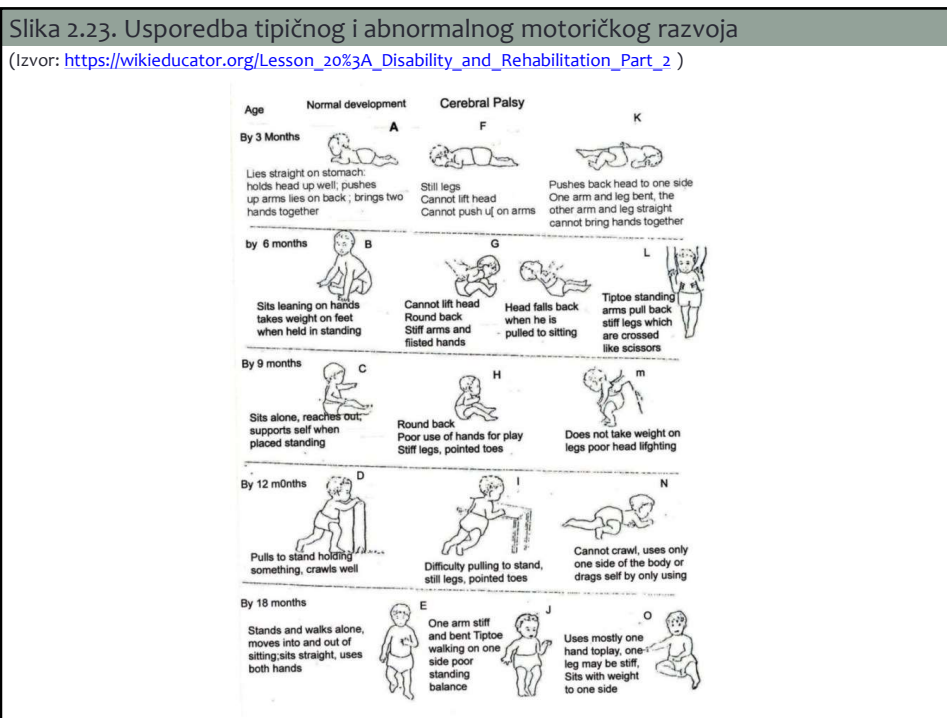 Slika 2.23. Usporedba tipičnog i abnormalnog motoričkog razvoja
(Izvor: https://wikieducator.org/Lesson_20%3A_Disability_and_Rehabilitation_Part_2 )
Age
Normal development
Cerebral Palsy
By 3 Months
A
Lies straight on stomach:
holds head up well; pushes
up arms lies on back ; brings two
hands together
F
Still legs
Cannot lift head
Cannot push u[ on arms
K
Pushes back head to one side
One arm and leg bent, the
other arm and leg straight
cannot bring hands together
by 6 months
B
Sits leaning on hands
takes weight on feet
when held in standing
G
Cannot lift head
Round back
Stiff arms and
fiisted hands
Head falls back
when he is
pulled to sitting
L
Tiptoe standing
arms pull back
stiff legs which
are crossed
like scissors
By 9 months
C
Sits alone, reaches out;
supports self when
placed standing
H
Round back
Poor use of hands for play
Stiff legs, pointed toes
m
Does not take weight on
legs poor head lifghting
By 12 m0nths
D
Pulls to stand holding
something, crawls well
I
Difficulty pulling to stand,
still legs, pointed toes
N
Cannot crawl, uses only
one side of the body or
drags self by only using
By 18 months
E
Stands and walks alone,
moves into and out of
sitting;sits straight, uses
both hands
J
One arm stiff
and bent Tiptoe
walking on one
side poor
standing
balance
O
Uses mostly one
hand toplay, one
leg may be stiff,
Sits with weight
to one side